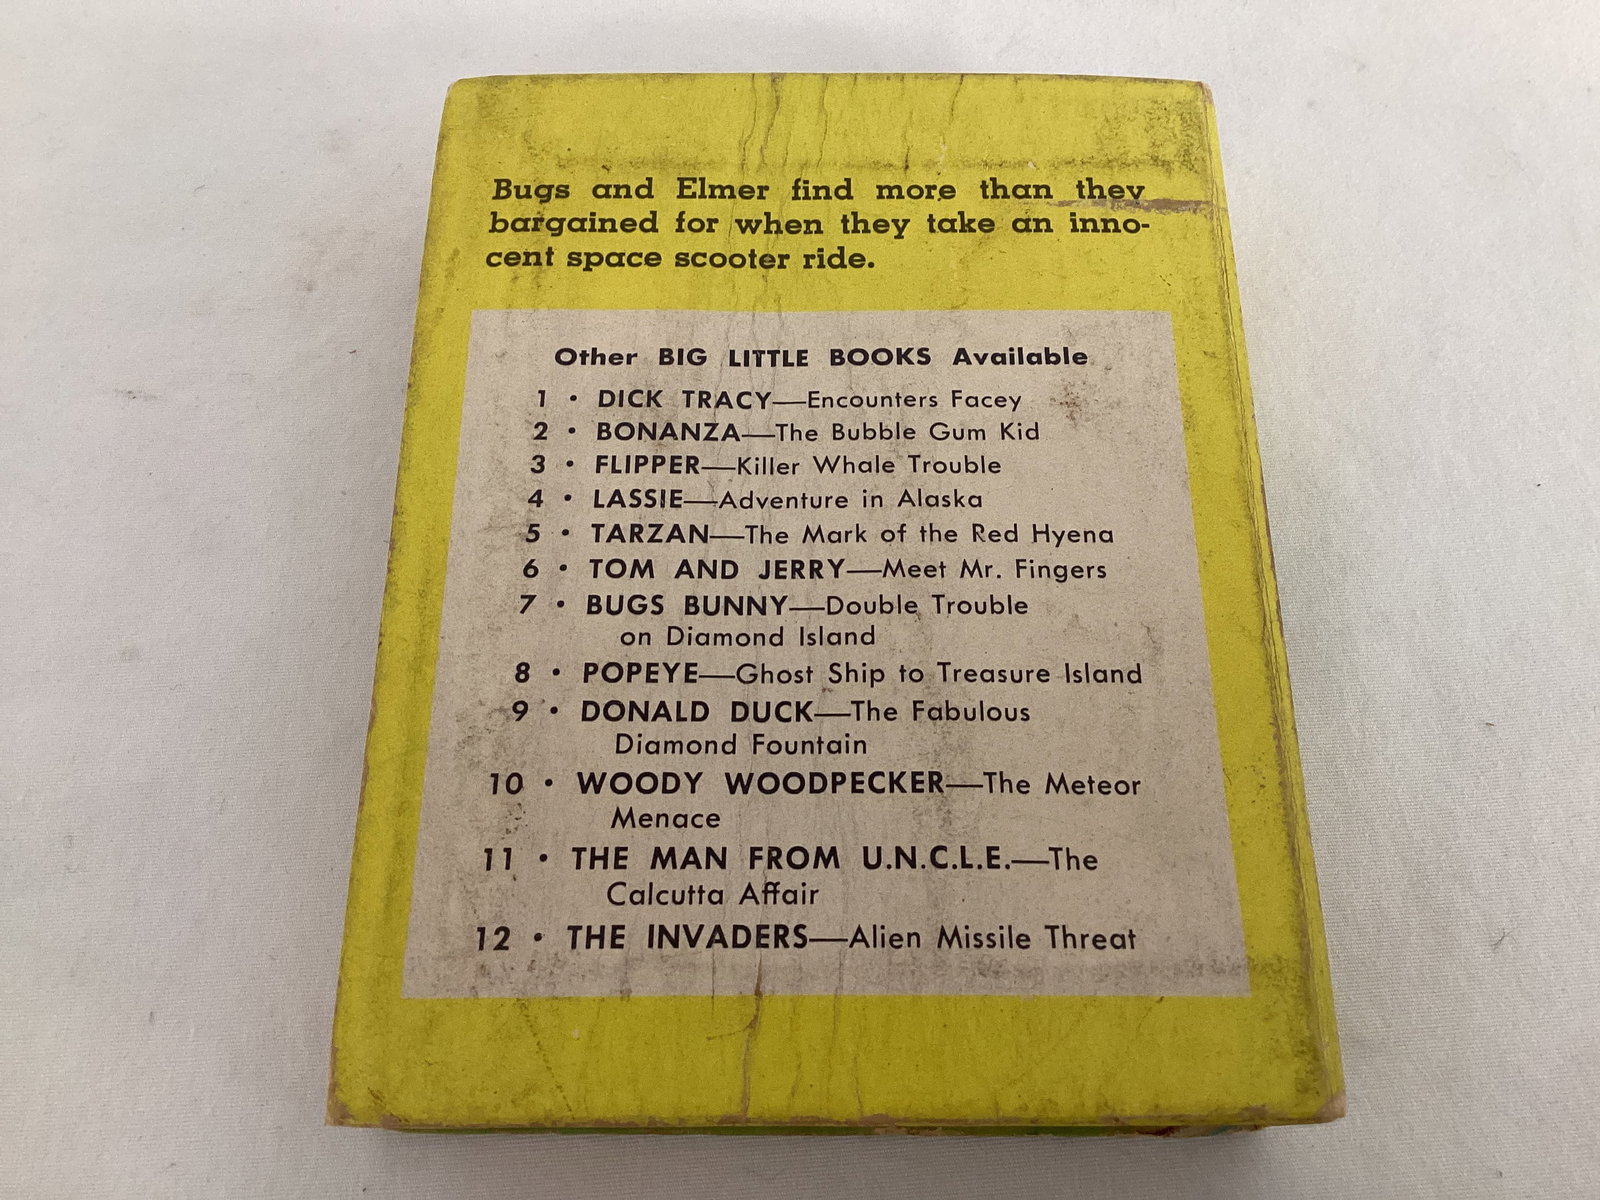 Bugs and Elmer find more than they
bargained for when they take an inno-
cent space scooter ride.
Other BIG LITTLE BOOKS Available
1 • DICK TRACY—Encounters Facey
2 • BONANZA—The Bubble Gum Kid
3 • FLIPPER—Killer Whale Trouble
4 • LASSIE—Adventure in Alaska
5 • TARZAN—The Mark of the Red Hyena
6 • TOM AND JERRY—Meet Mr. Fingers
7 • BUGS BUNNY—Double Trouble
on Diamond Island
8 • POPEYE—Ghost Ship to Treasure Island
9 • DONALD DUCK—The Fabulous
Diamond Fountain
10 • WOODY WOODPECKER—The Meteor
Menace
11 • THE MAN FROM U.N.C.L.E.—The
Calcutta Affair
12 • THE INVADERS—Alien Missile Threat